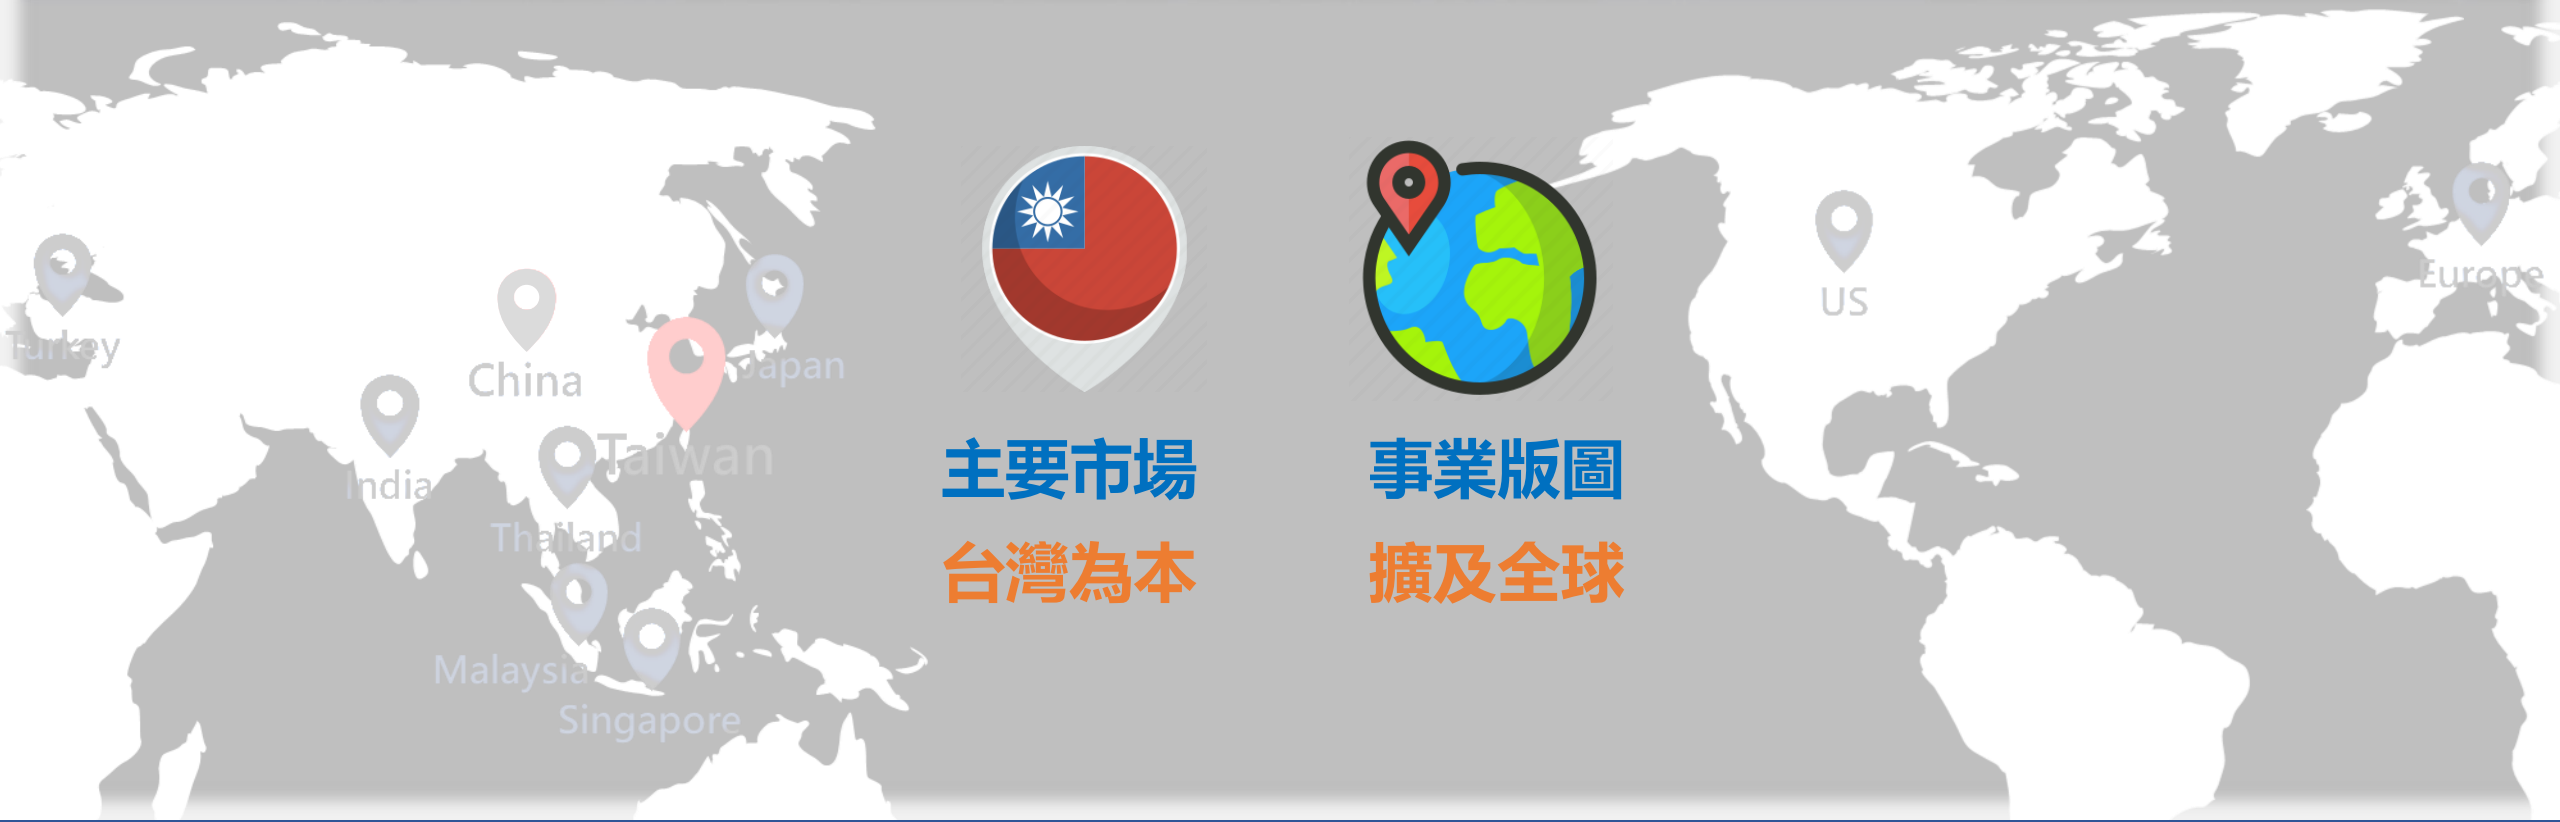 主要市場
台灣為本
事業版圖
擴及全球
Turkey
China
India
Taiwan
Japan
Thailand
Malaysia
Singapore
US
Europe